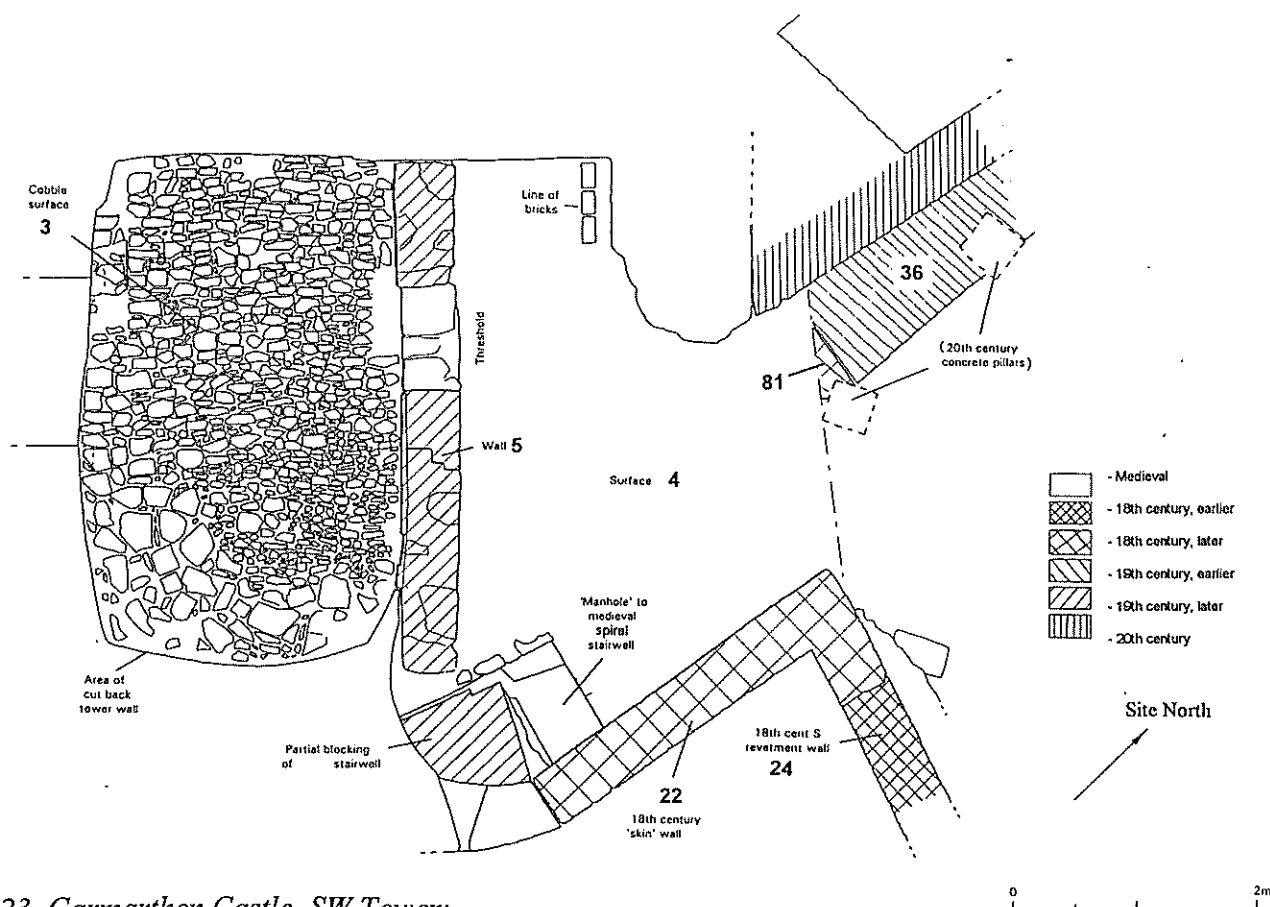 Cobble
surface
3
Line of
bricks
36
(20th century
concrete pillars)
81
Threshold
Wall 5
Surface 4
- Medieval
- 18th century, earlier
- 18th century, later
- 19th century, earlier
- 19th century, later
- 20th century
'Manhole' to
medieval
spiral
stairwell
Area of
cut back
tower wall
Partial blocking
of stairwell
18th cent S
revetment wall
24
22
18th century
'skin' wall
Site North
0 2m
23. Carmarthen Castle, SW Tower: